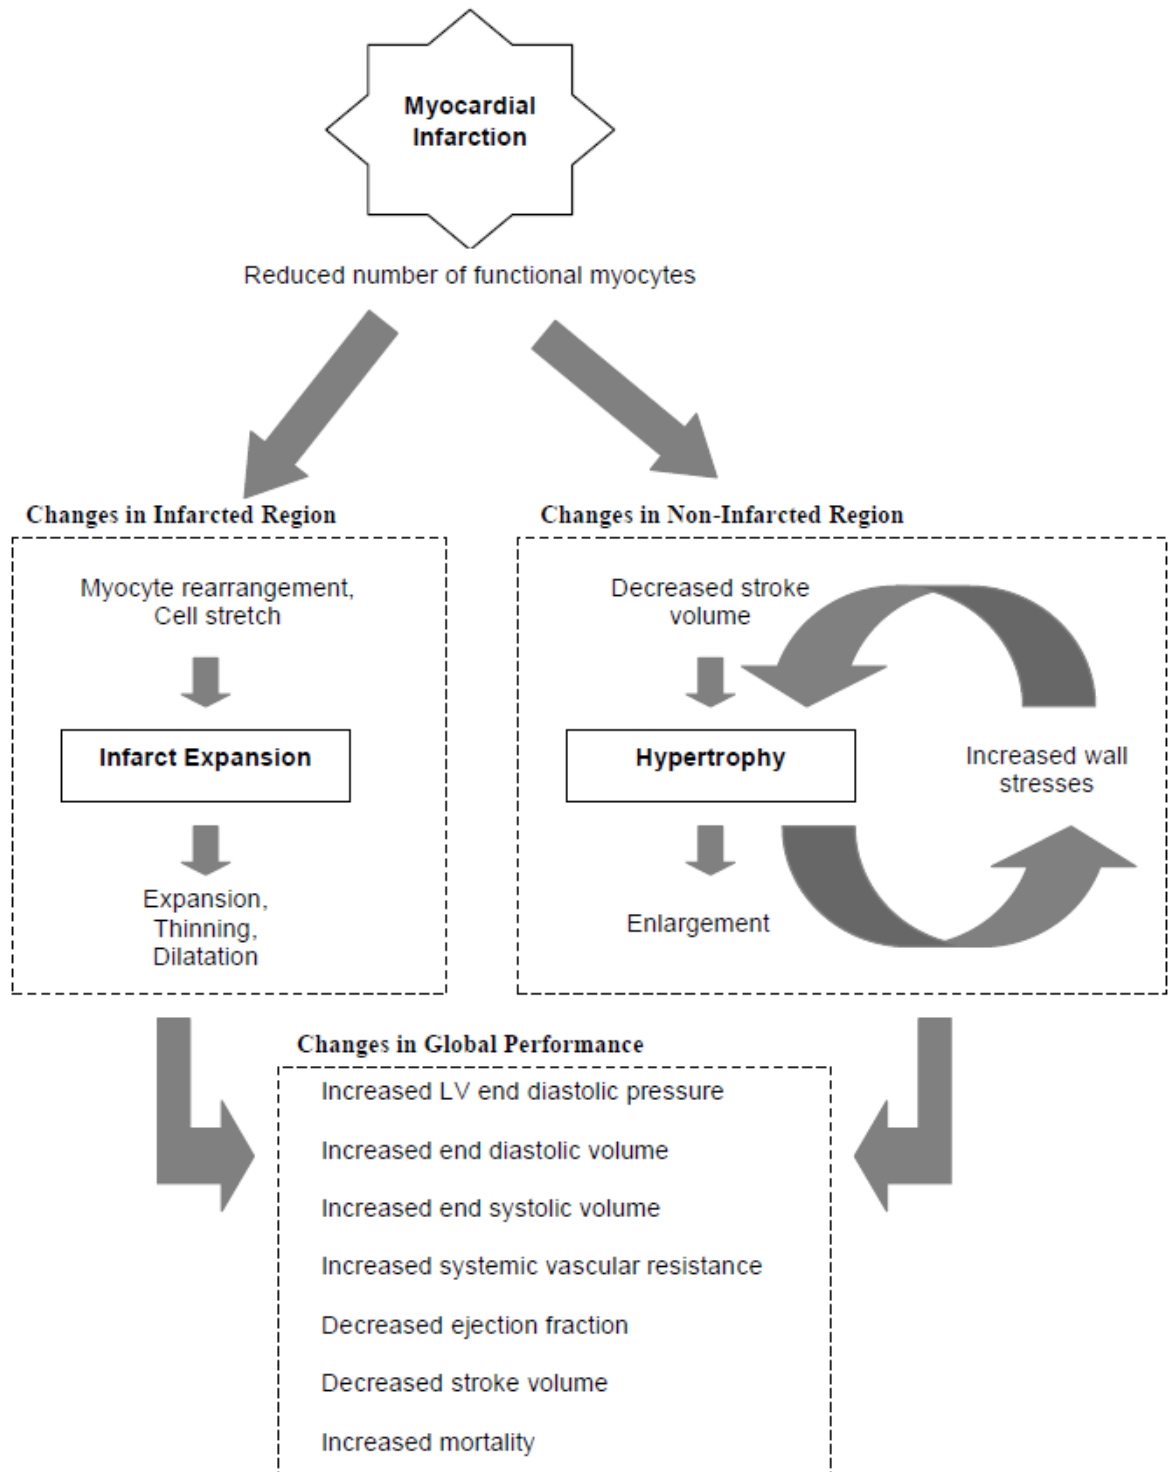 Myocardial
Infarction
Reduced number of functional myocytes
Changes in Infarcted Region
Myocyte rearrangement,
Cell stretch
Infarct Expansion
Expansion,
Thinning,
Dilatation
Changes in Non-Infarcted Region
Decreased stroke
volume
Hypertrophy
Increased wall
stresses
Enlargement
Changes in Global Performance
Increased LV end diastolic pressure
Increased end diastolic volume
Increased end systolic volume
Increased systemic vascular resistance
Decreased ejection fraction
Decreased stroke volume
Increased mortality